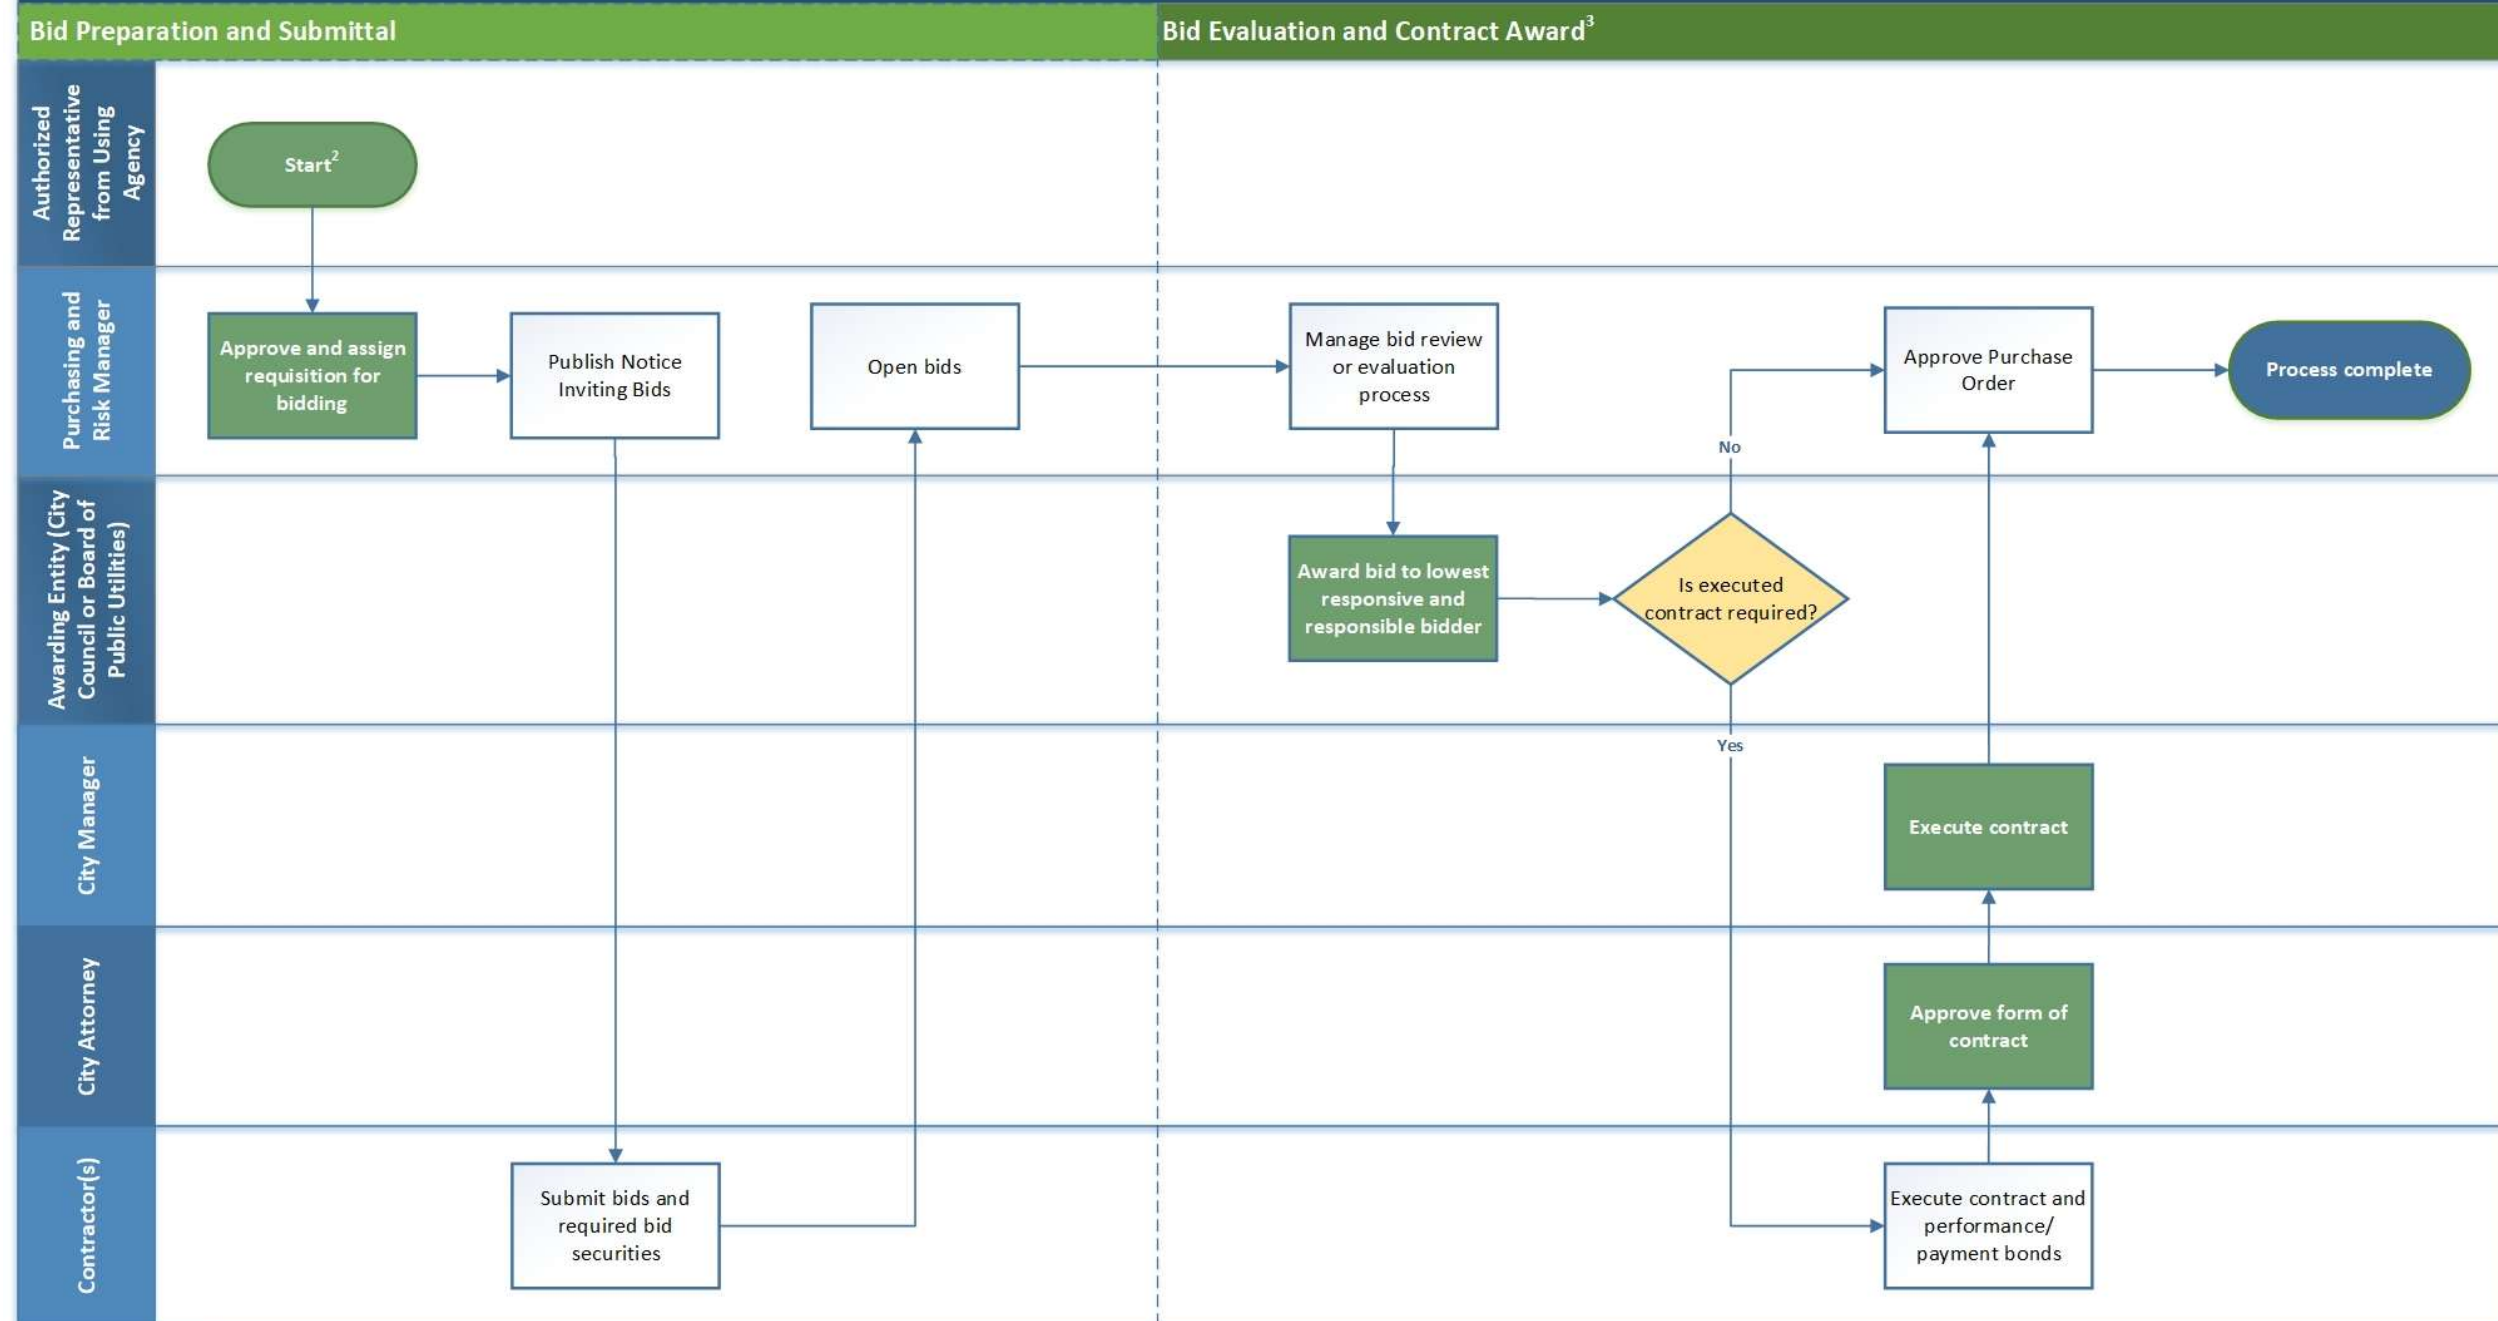 Bid Preparation and Submittal
Bid Evaluation and Contract Award³
Authorized
Representative
from Using
Agency
Start²
Purchasing and
Risk Manager
Approve and assign
requisition for
bidding
Publish Notice
Inviting Bids
Open bids
Manage bid review
or evaluation
process
No
Approve Purchase
Order
Process complete
Awarding Entity (City
Council or Board of
Public Utilities)
Award bid to lowest
responsive and
responsible bidder
Is executed
contract required?
City Manager
Yes
Execute contract
City Attorney
Approve form of
contract
Contractor(s)
Submit bids and
required bid
securities
Execute contract and
performance/
payment bonds